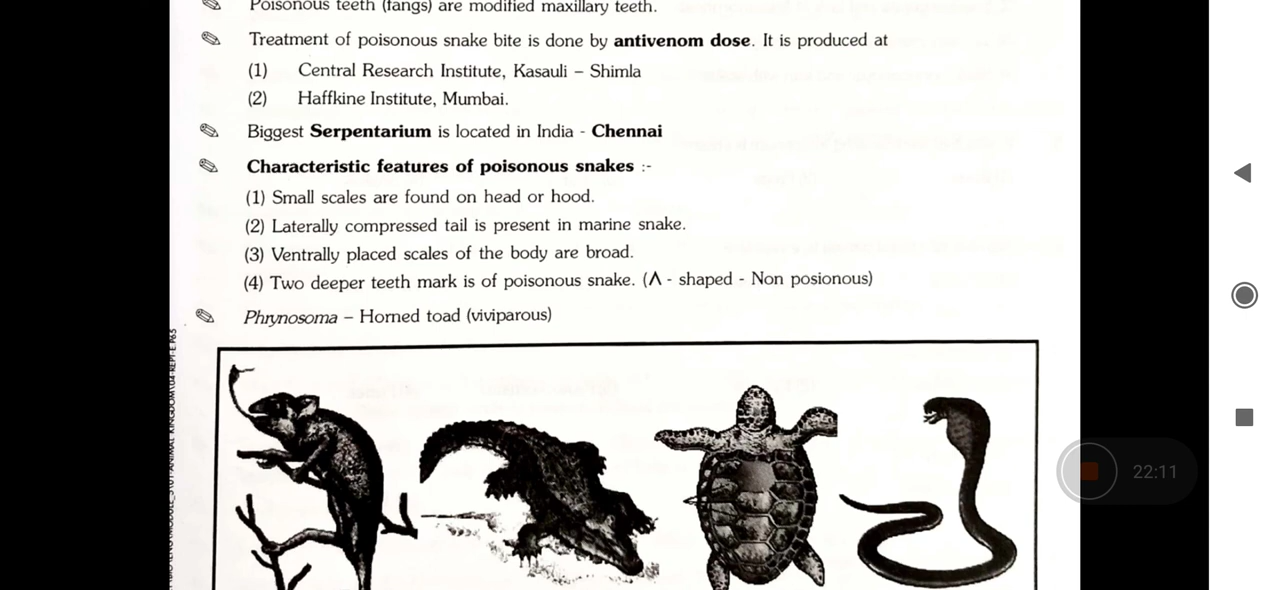 Poisonous teeth (fangs) are modified maxillary teeth.
Treatment of poisonous snake bite is done by antivenom dose. It is produced at
(1) Central Research Institute, Kasauli – Shimla
(2) Haffkine Institute, Mumbai.
Biggest Serpentarium is located in India - Chennai
Characteristic features of poisonous snakes :-
(1) Small scales are found on head or hood.
(2) Laterally compressed tail is present in marine snake.
(3) Ventrally placed scales of the body are broad.
(4) Two deeper teeth mark is of poisonous snake. (Λ - shaped - Non posionous)
Phrynosoma – Horned toad (viviparous)
22:11